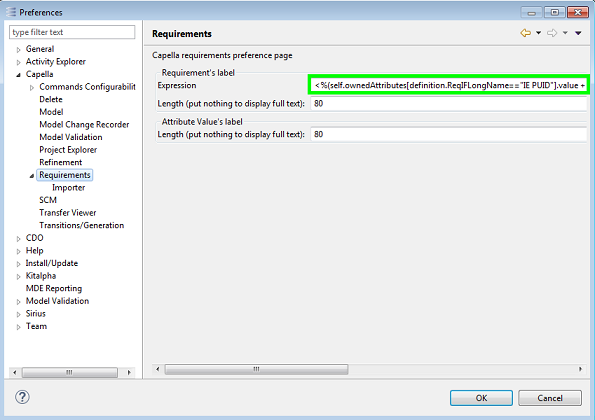 Preferences
type filter text
General
Activity Explorer
Capella
Commands Configurabilit
Delete
Model
Model Change Recorder
Model Validation
Project Explorer
Refinement
Requirements
Importer
SCM
Transfer Viewer
Transitions/Generation
CDO
Help
Install/Update
Kitalpha
MDE Reporting
Model Validation
Sirius
Team
Requirements
Capella requirements preference page
Requirement's label
Expression <%(self.ownedAttributes[definition.ReqIFLongName=="IE PUID"].value +
Length (put nothing to display full text): 80
Attribute Value's label
Length (put nothing to display full text): 80
?
OK Cancel